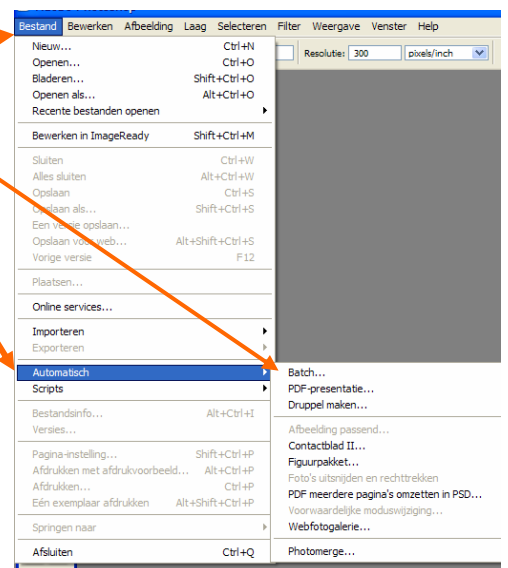 Bestand Bewerken Afbeelding Laag Selecteren Filter Weergave Venster Help
Resolutie: 300 pixels/inch
Nieuw... Ctrl+N
Openen... Ctrl+O
Bladeren... Shift+Ctrl+O
Openen als... Alt+Ctrl+O
Recente bestanden openen
Bewerken in ImageReady Shift+Ctrl+M
Sluiten Ctrl+W
Alles sluiten Alt+Ctrl+W
Opslaan Ctrl+S
Opslaan als... Shift+Ctrl+S
Een versie opslaan...
Opslaan voor web... Alt+Shift+Ctrl+S
Vorige versie F12
Plaatsen...
Online services...
Importeren
Exporteren
Automatisch
Scripts
Bestandsinfo... Alt+Ctrl+I
Versies...
Pagina-instelling... Shift+Ctrl+P
Afdrukken met afdrukvoorbeeld... Alt+Ctrl+P
Afdrukken... Ctrl+P
Eén exemplaar afdrukken Alt+Shift+Ctrl+P
Springen naar
Afsluiten Ctrl+Q
Batch...
PDF-presentatie...
Druppel maken...
Afbeelding passend...
Contactblad II...
Figuurpakket...
Foto's uitsnijden en rechttrekken
PDF meerdere pagina's omzetten in PSD...
Voorwaardelijke moduswijziging...
Webfotogalerie...
Photomerge...